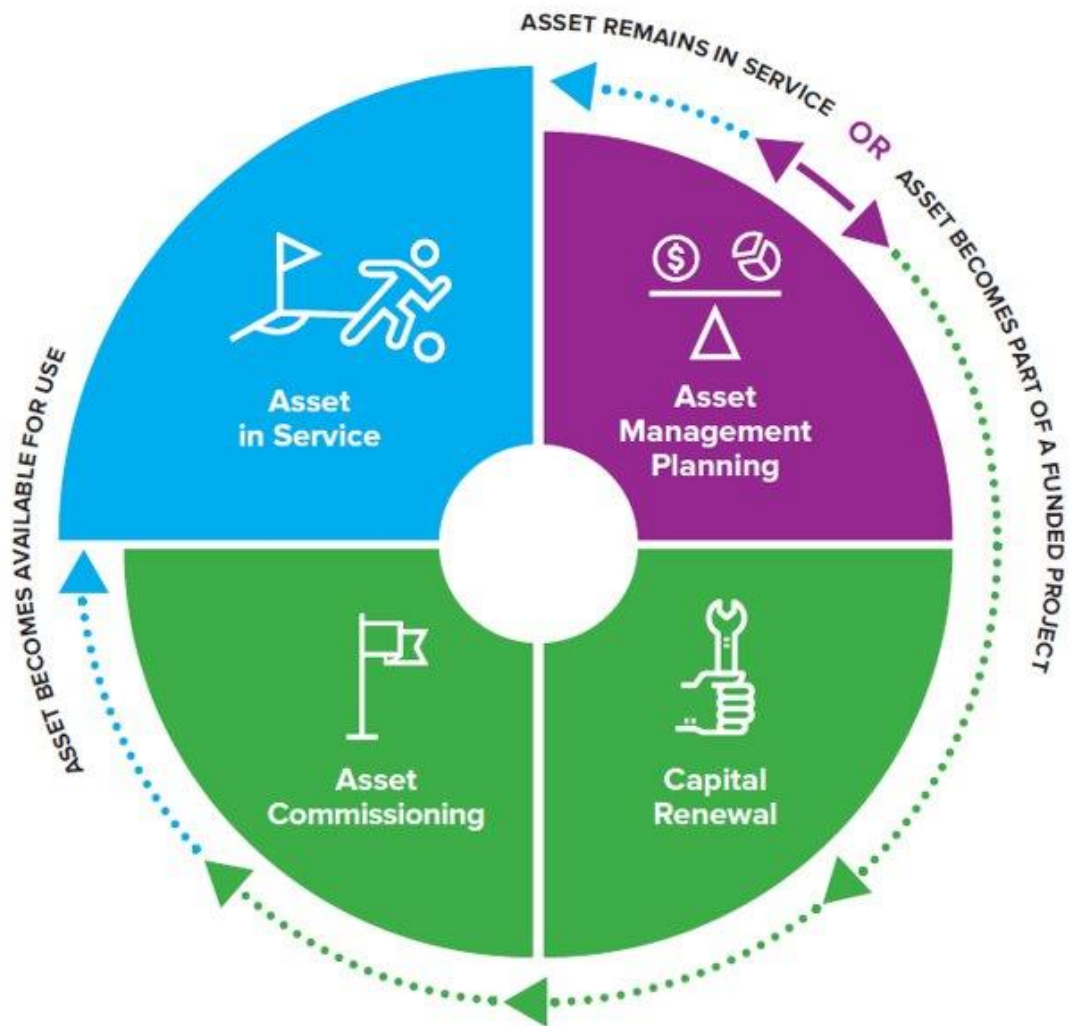 ASSET REMAINS IN SERVICE OR ASSET BECOMES PART OF A FUNDED PROJECT
$
Asset
in Service
Asset
Management
Planning
ASSET BECOMES AVAILABLE FOR USE
Asset
Commissioning
Capital
Renewal